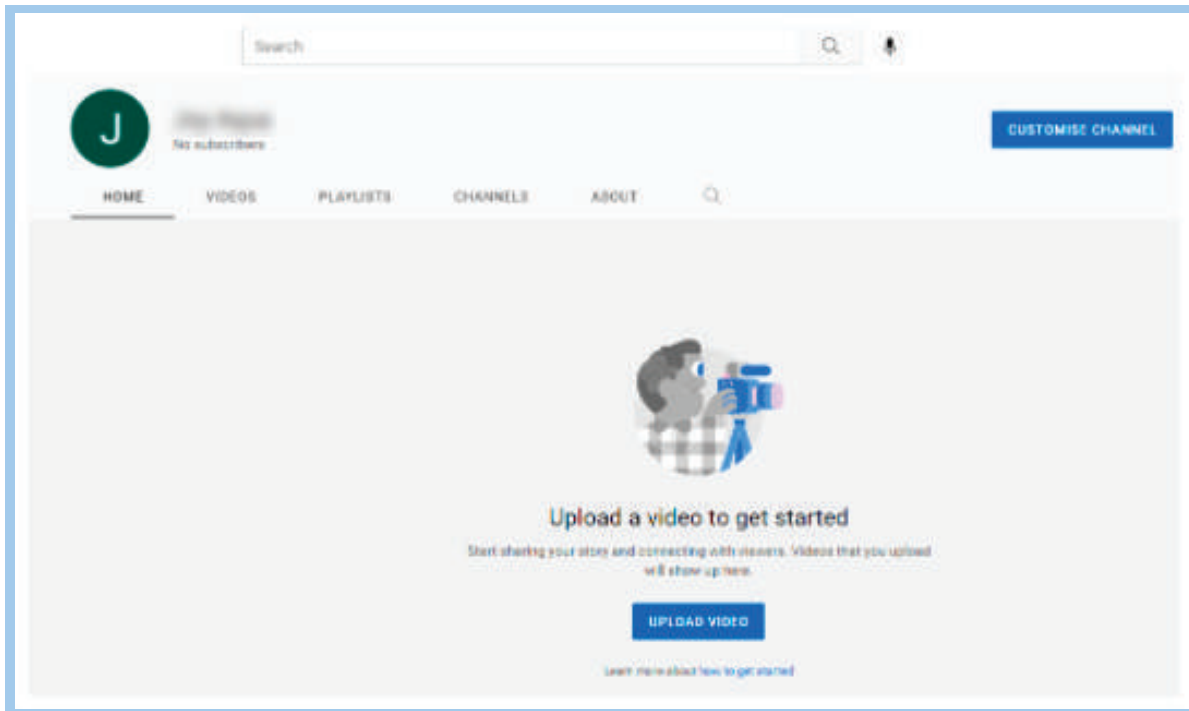 Search
CUSTOMISE CHANNEL
J
No subscribers
HOME VIDEOS PLAYLISTS CHANNELS ABOUT
Upload a video to get started
Start sharing your story and connecting with viewers. Videos that you upload
will show up here.
UPLOAD VIDEO
Learn more about how to get started